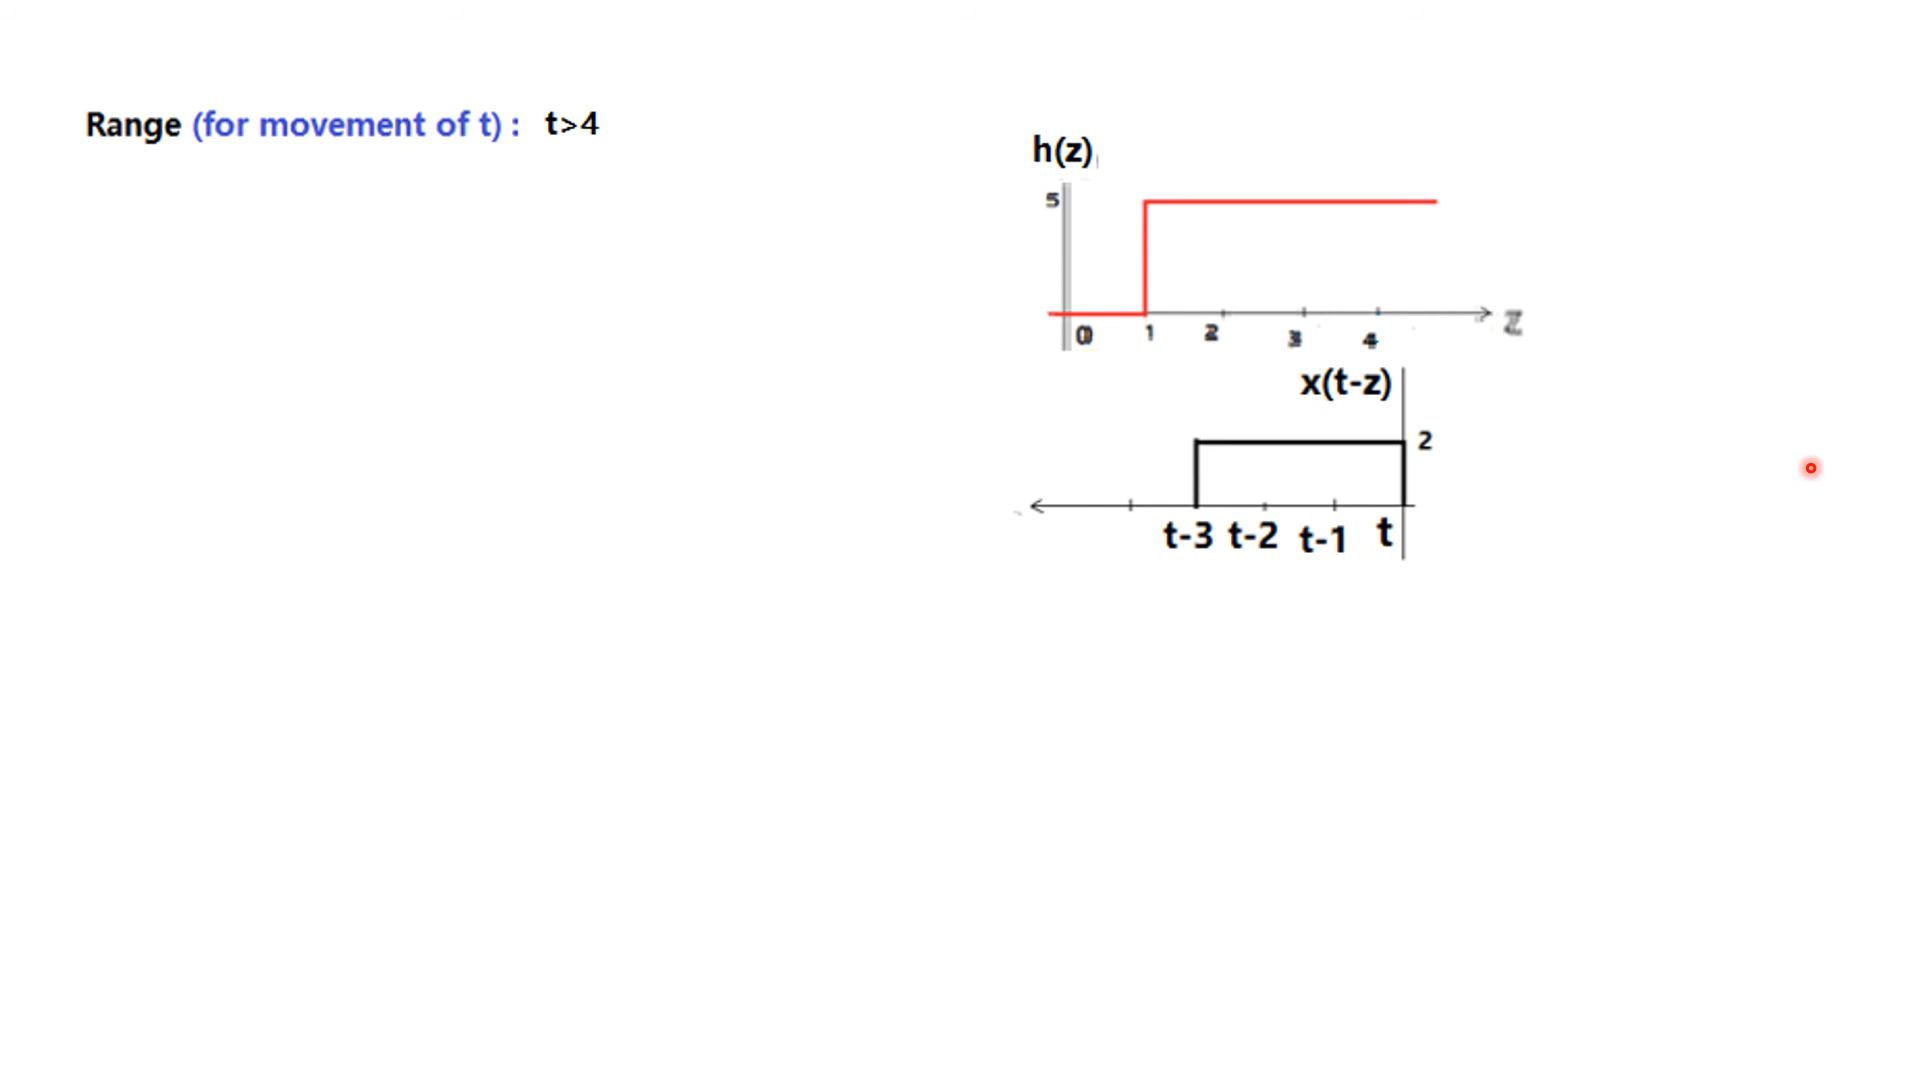 Range (for movement of t) : t>4
h(z)
5
0 1 2 3 4 Z
x(t-z)
2
t-3 t-2 t-1 t